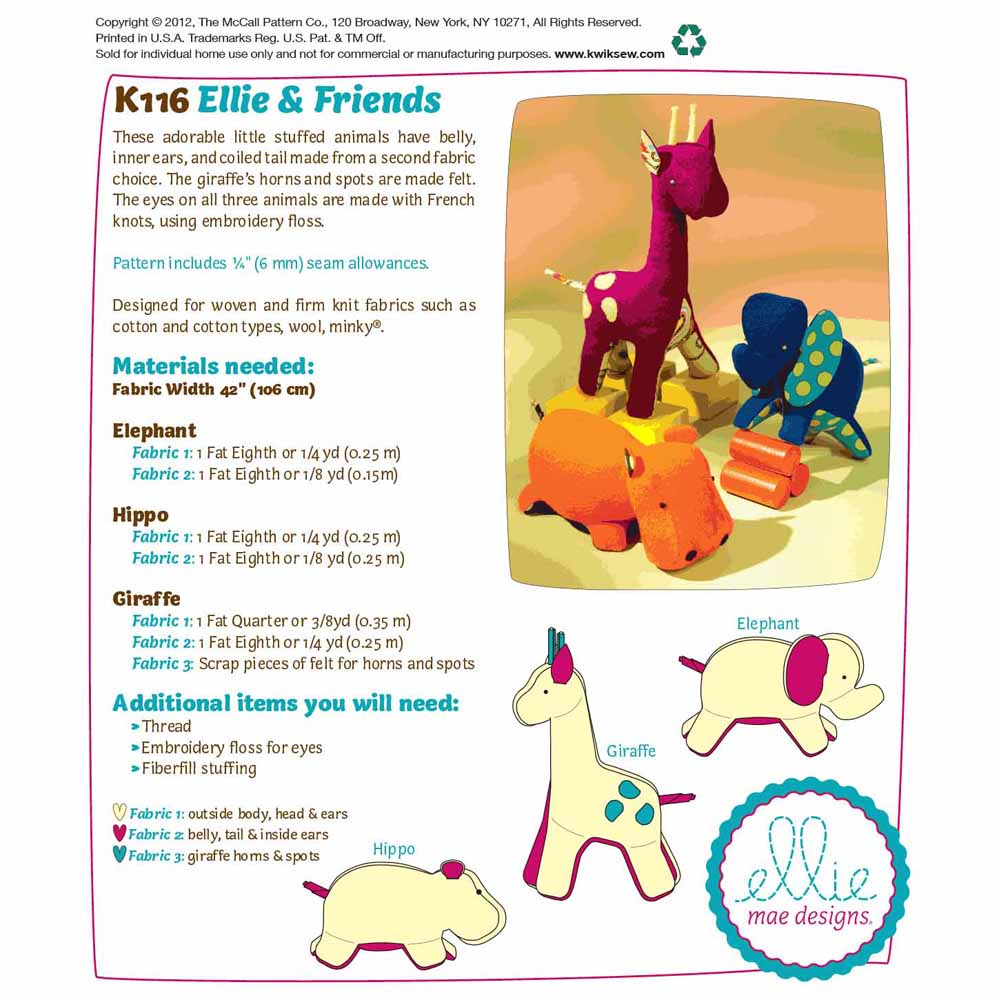 Copyright © 2012, The McCall Pattern Co., 120 Broadway, New York, NY 10271, All Rights Reserved.
Printed in U.S.A. Trademarks Reg. U.S. Pat. & TM Off.
Sold for individual home use only and not for commercial or manufacturing purposes. www.kwiksew.com
K116 Ellie & Friends
These adorable little stuffed animals have belly,
inner ears, and coiled tail made from a second fabric
choice. The giraffe's horns and spots are made felt.
The eyes on all three animals are made with French
knots, using embroidery floss.
Pattern includes ¼" (6 mm) seam allowances.
Designed for woven and firm knit fabrics such as
cotton and cotton types, wool, minky®.
Materials needed:
Fabric Width 42" (106 cm)
Elephant
Fabric 1: 1 Fat Eighth or 1/4 yd (0.25 m)
Fabric 2: 1 Fat Eighth or 1/8 yd (0.15m)
Hippo
Fabric 1: 1 Fat Eighth or 1/4 yd (0.25 m)
Fabric 2: 1 Fat Eighth or 1/8 yd (0.25 m)
Giraffe
Fabric 1: 1 Fat Quarter or 3/8yd (0.35 m)
Fabric 2: 1 Fat Eighth or 1/4 yd (0.25 m)
Fabric 3: Scrap pieces of felt for horns and spots
Additional items you will need:
➤Thread
➤Embroidery floss for eyes
➤Fiberfill stuffing
Fabric 1: outside body, head & ears
Fabric 2: belly, tail & inside ears
Fabric 3: giraffe horns & spots
Hippo
Giraffe
Elephant
ellie
mae designs®